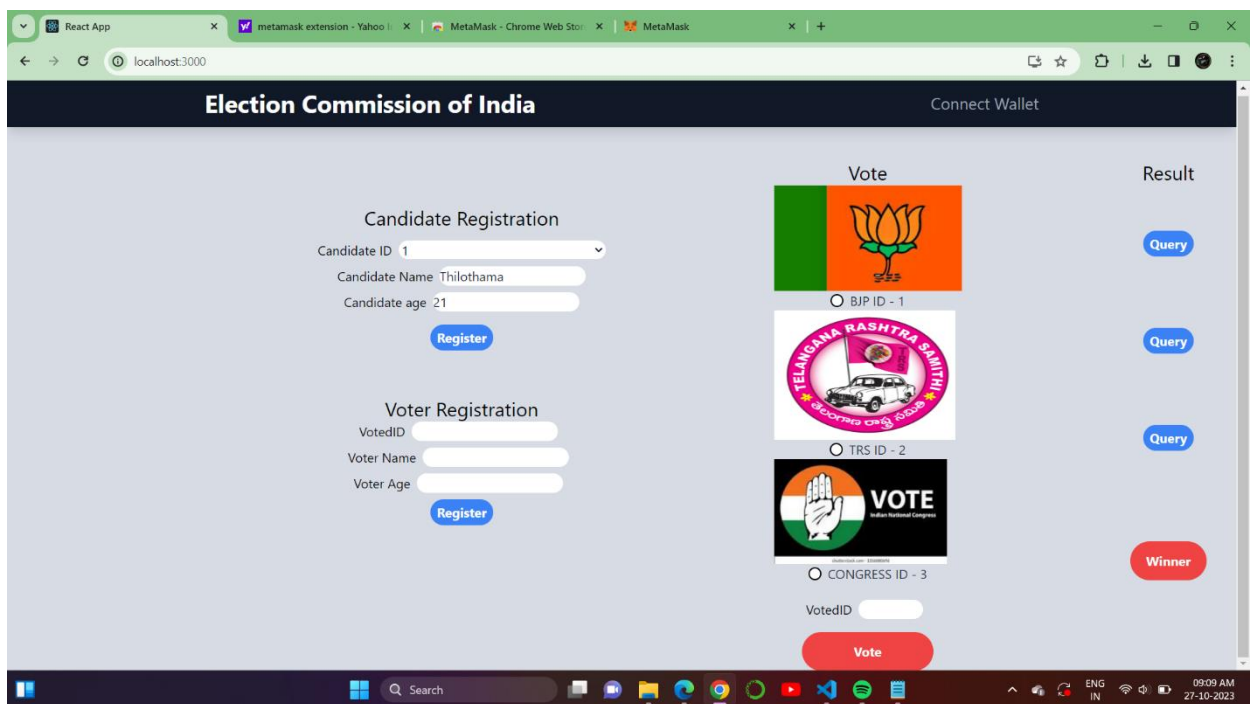 React App
metamask extension - Yahoo I
MetaMask - Chrome Web Stor
MetaMask
localhost:3000
Election Commission of India
Connect Wallet
Candidate Registration
Candidate ID 1
Candidate Name Thilothama
Candidate age 21
Register
Voter Registration
VotedID
Voter Name
Voter Age
Register
Vote
BJP ID - 1
TELANGANA RASHTRA SAMITHI
TRS
తెలంగాణ రాష్ట్ర సమితి
TRS ID - 2
VOTE
Indian National Congress
CONGRESS ID - 3
VotedID
Vote
Result
Query
Query
Query
Winner
Search
ENG
IN
09:09 AM
27-10-2023